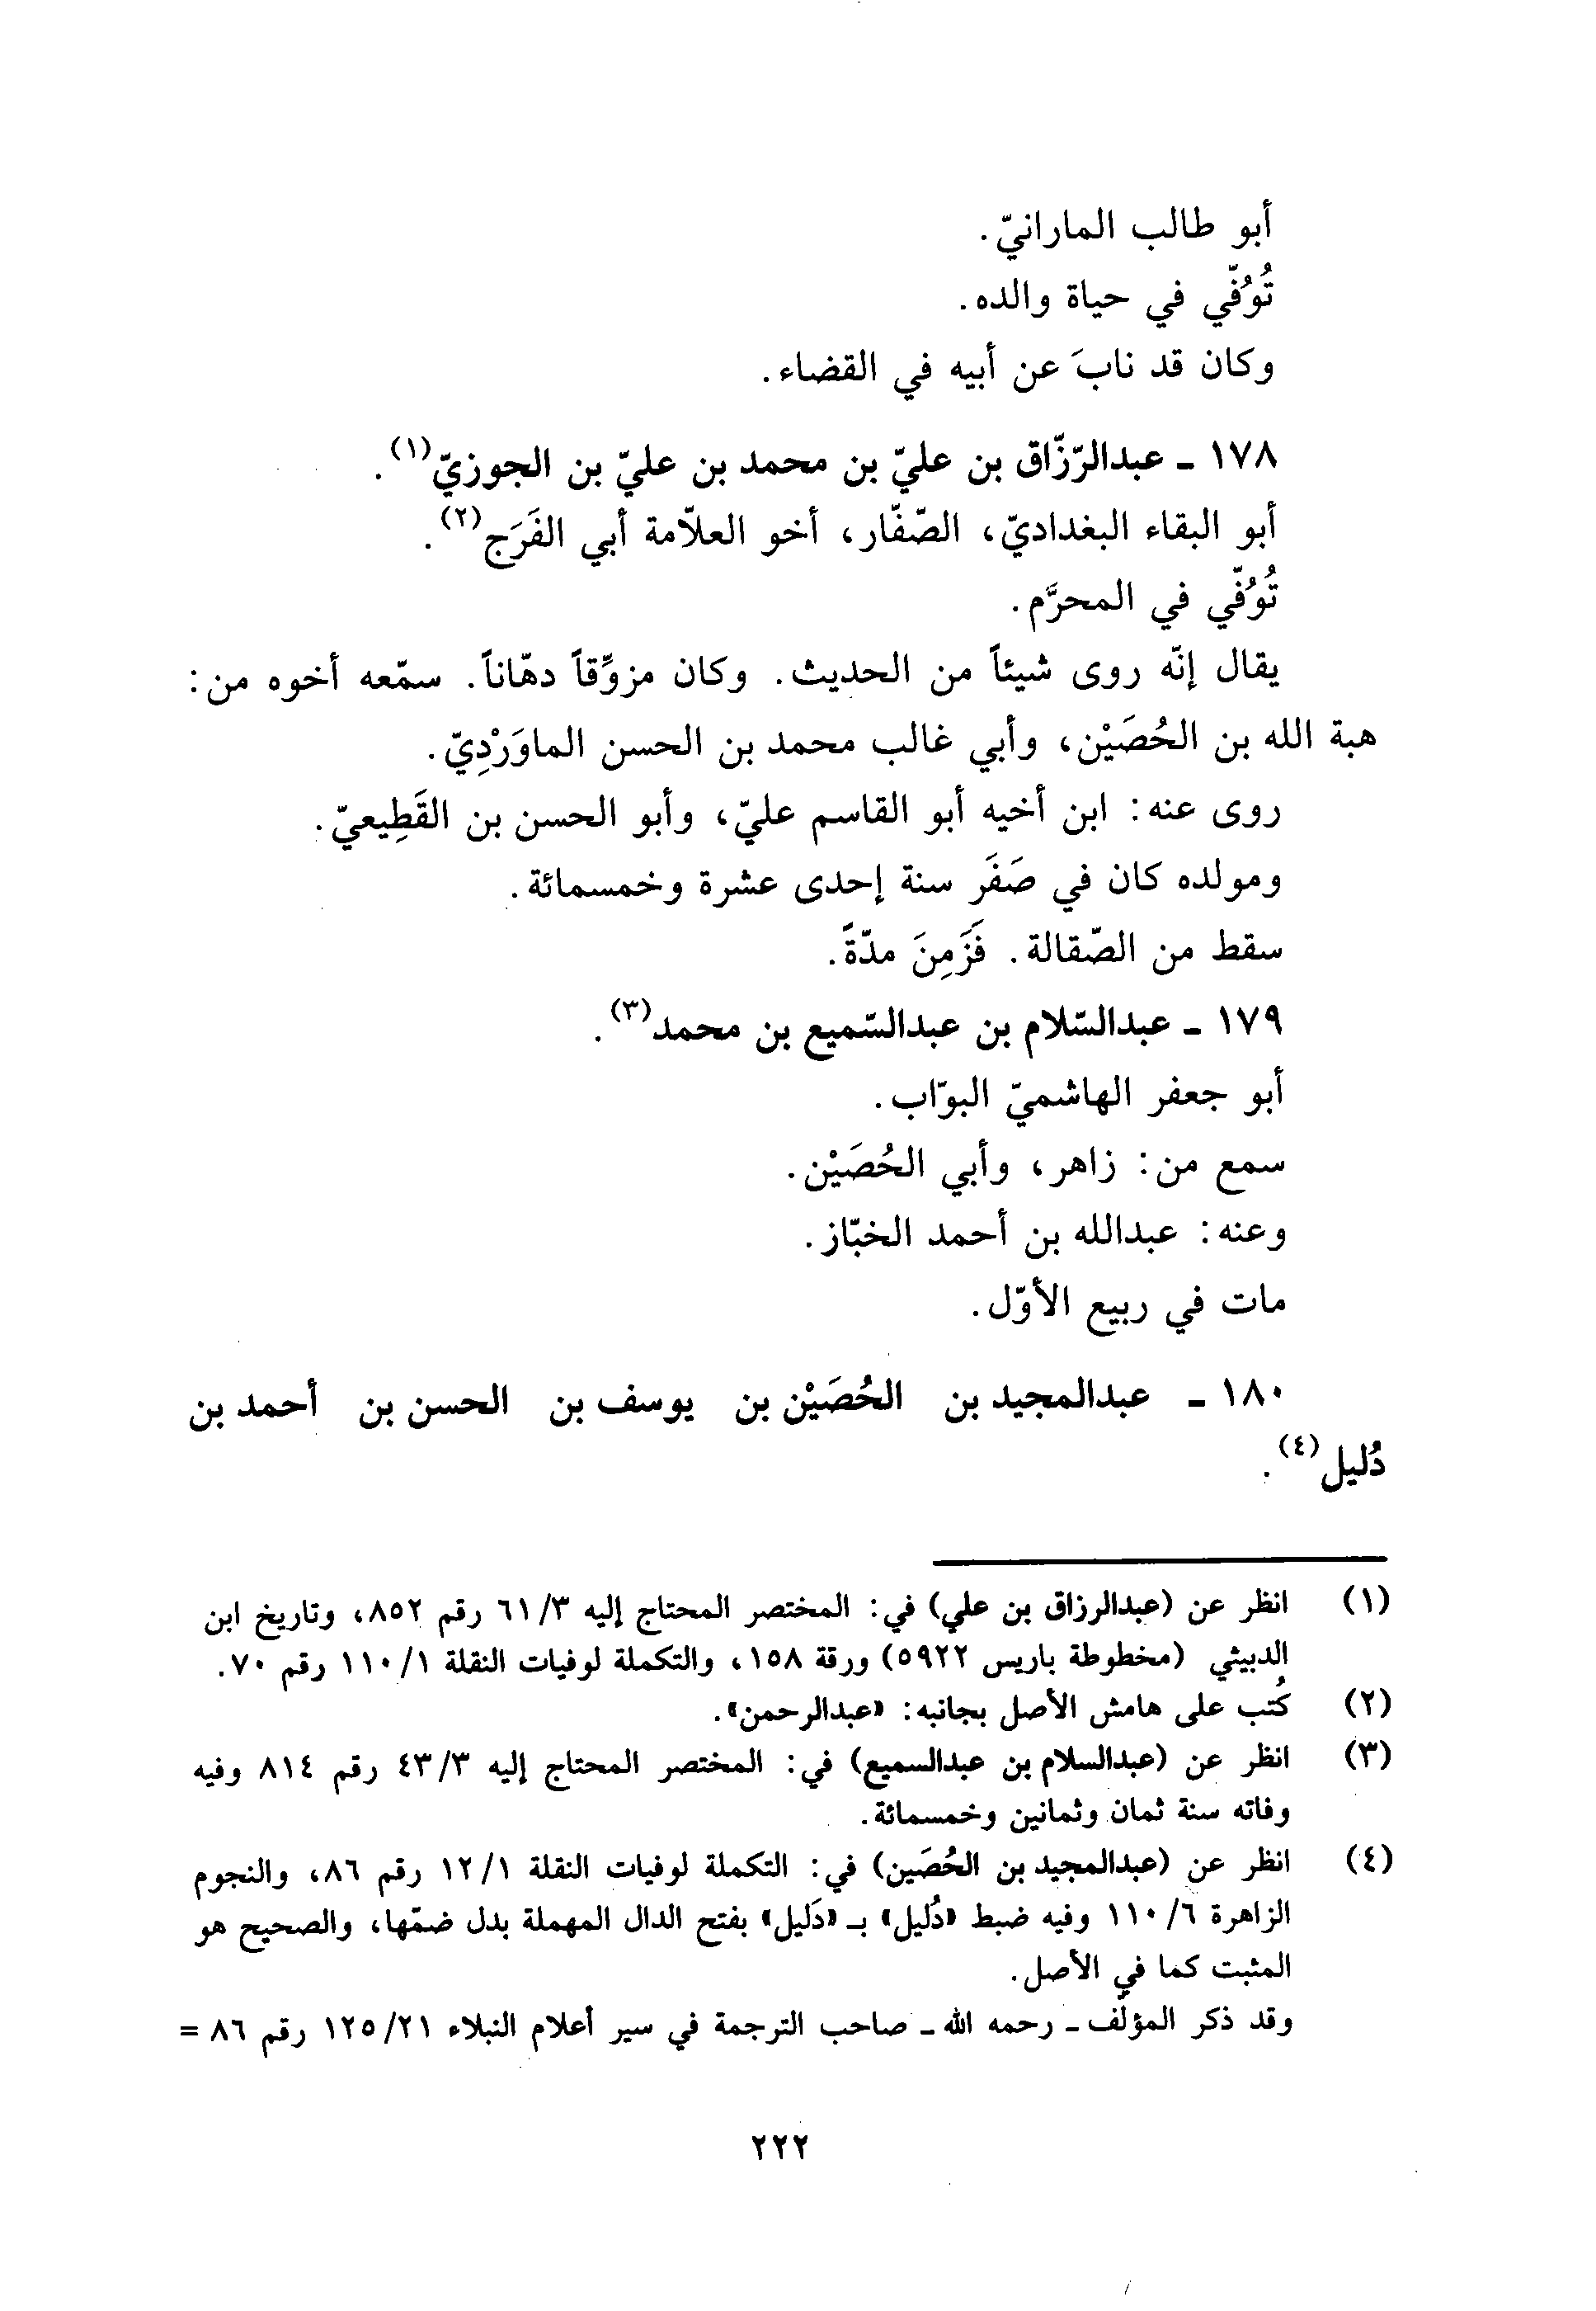 أبو طالب المارانيّ.
تُوُفّي في حياة والده.
وكان قد نابَ عن أبيه في القضاء.
١٧٨ ـ عبدالرّزّاق بن عليّ بن محمد بن عليّ بن الجوزيّ(١).
أبو البقاء البغداديّ، الصّفّار، أخو العلاّمة أبي الفَرَج(٢).
تُوُفّي في المحرَّم.
يقال إنّه روى شيئاً من الحديث. وكان مزوِّقاً دهّاناً. سمّعه أخوه من:
هبة الله بن الحُصَيْن، وأبي غالب محمد بن الحسن الماوَرْدِيّ.
روى عنه: ابن أخيه أبو القاسم عليّ، وأبو الحسن بن القَطِيعيّ.
ومولده كان في صَفَر سنة إحدى عشرة وخمسمائة.
سقط من الصّقالة. فَزَمِنَ مدّةً.
١٧٩ ـ عبدالسّلام بن عبدالسّميع بن محمد(٣).
أبو جعفر الهاشميّ البوّاب.
سمع من: زاهر، وأبي الحُصَيْن.
وعنه: عبدالله بن أحمد الخبّاز.
مات في ربيع الأوّل.
١٨٠ ـ عبدالمجيد بن الحُصَيْن بن يوسف بن الحسن بن أحمد بن
دُليل(٤).
(١) انظر عن (عبدالرزاق بن علي) في: المختصر المحتاج إليه ٣/ ٦١ رقم ٨٥٢، وتاريخ ابن
الدبيثي (مخطوطة باريس ٥٩٢٢) ورقة ١٥٨، والتكملة لوفيات النقلة ١/ ١١٠ رقم ٧٠.
(٢) كُتب على هامش الأصل بجانبه: «عبدالرحمن».
(٣) انظر عن (عبدالسلام بن عبدالسميع) في: المختصر المحتاج إليه ٣/ ٤٣ رقم ٨١٤ وفيه
وفاته سنة ثمان وثمانين وخمسمائة.
(٤) انظر عن (عبدالمجيد بن الحُصَين) في: التكملة لوفيات النقلة ١/ ١٢ رقم ٨٦، والنجوم
الزاهرة ٦/ ١١٠ وفيه ضبط «دُليل» بـ «دَليل» بفتح الدال المهملة بدل ضمّها، والصحيح هو
المثبت كما في الأصل.
وقد ذكر المؤلّف ـ رحمه الله ـ صاحب الترجمة في سير أعلام النبلاء ٢١/ ١٢٥ رقم ٨٦ =
٢٢٢